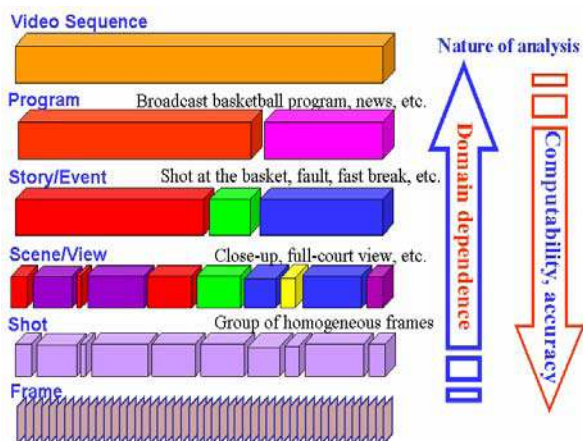 Video Sequence
Nature of analysis
Program
Broadcast basketball program, news, etc.
Story/Event
Shot at the basket, fault, fast break, etc.
Scene/View
Close-up, full-court view, etc.
Shot
Group of homogeneous frames
Frame
Domain dependence
Computability, accuracy